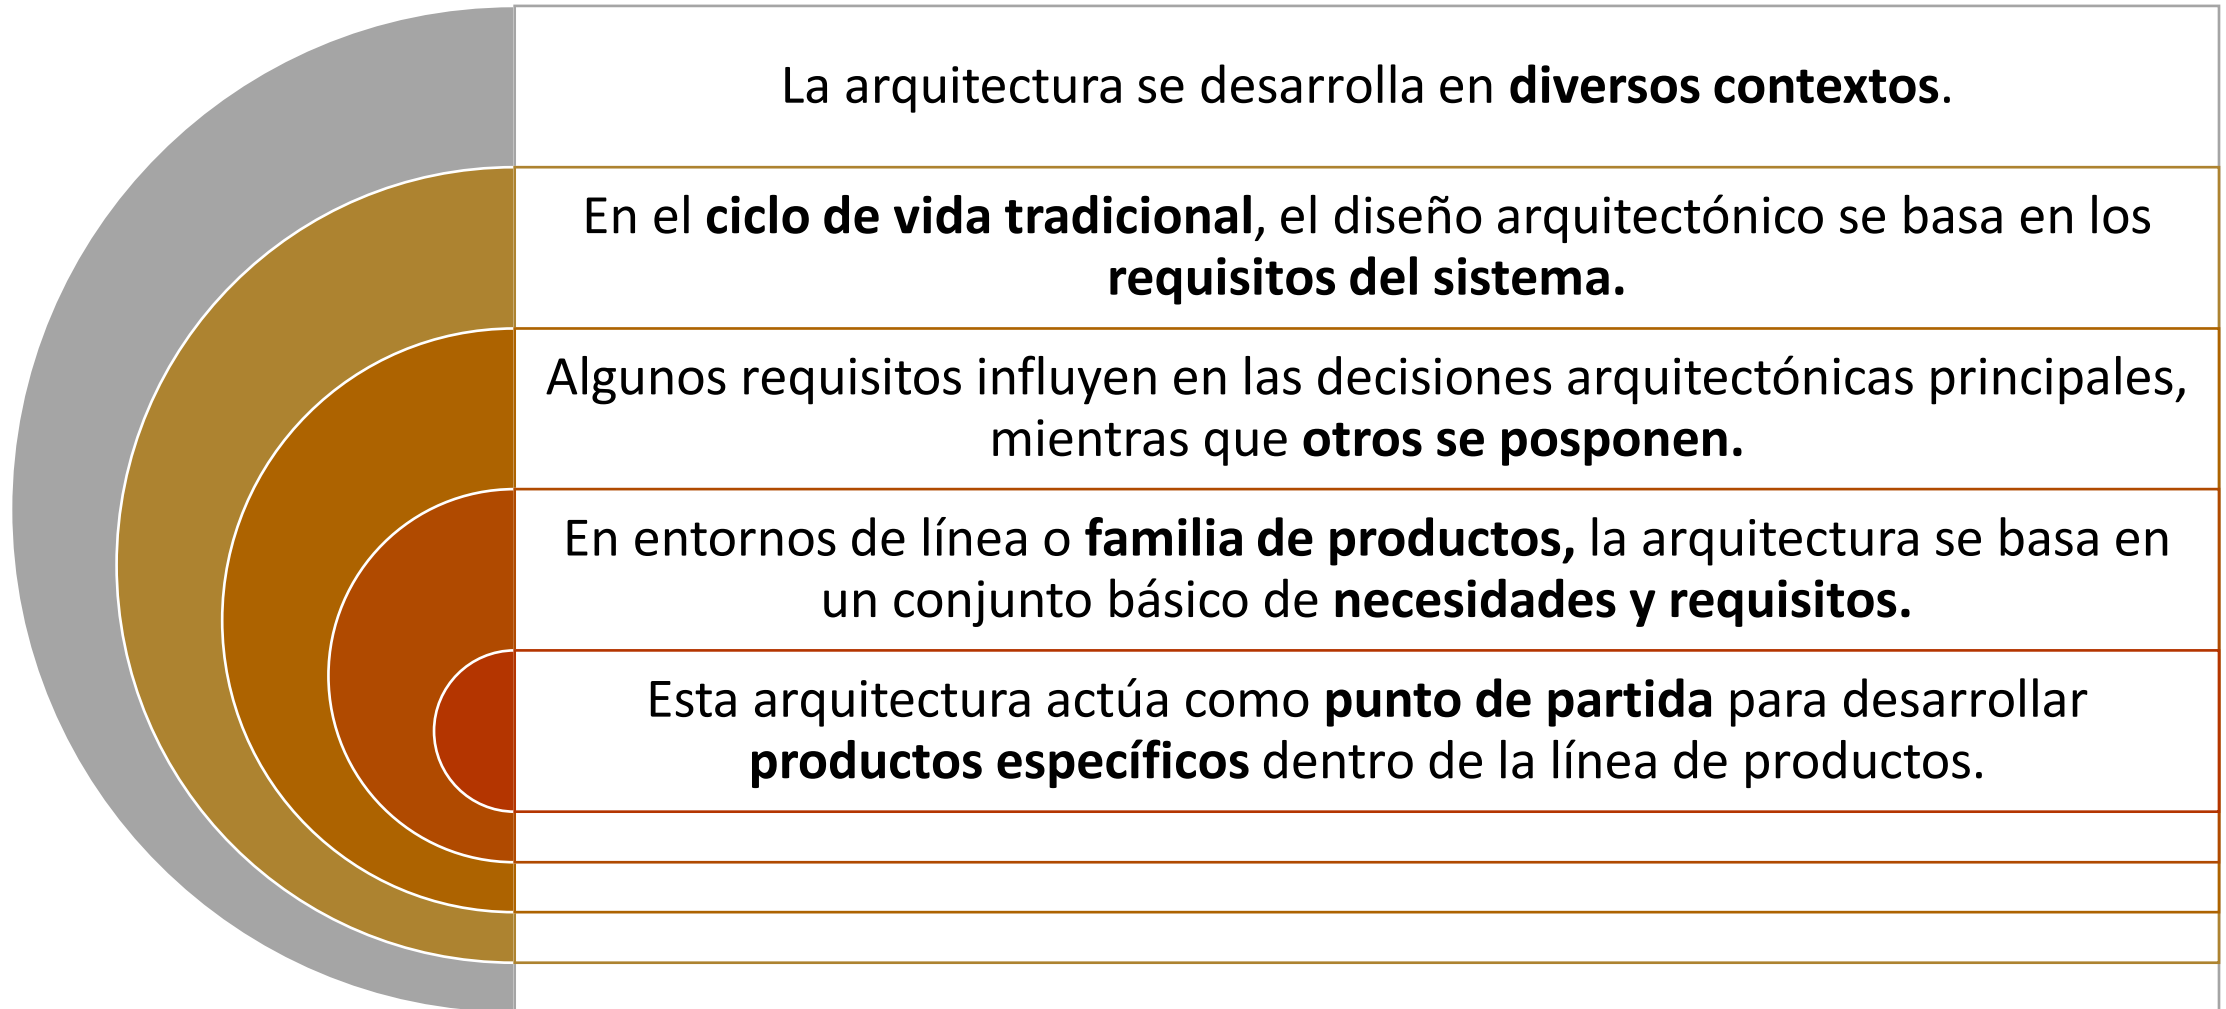 La arquitectura se desarrolla en diversos contextos.
En el ciclo de vida tradicional, el diseño arquitectónico se basa en los
requisitos del sistema.
Algunos requisitos influyen en las decisiones arquitectónicas principales,
mientras que otros se posponen.
En entornos de línea o familia de productos, la arquitectura se basa en
un conjunto básico de necesidades y requisitos.
Esta arquitectura actúa como punto de partida para desarrollar
productos específicos dentro de la línea de productos.